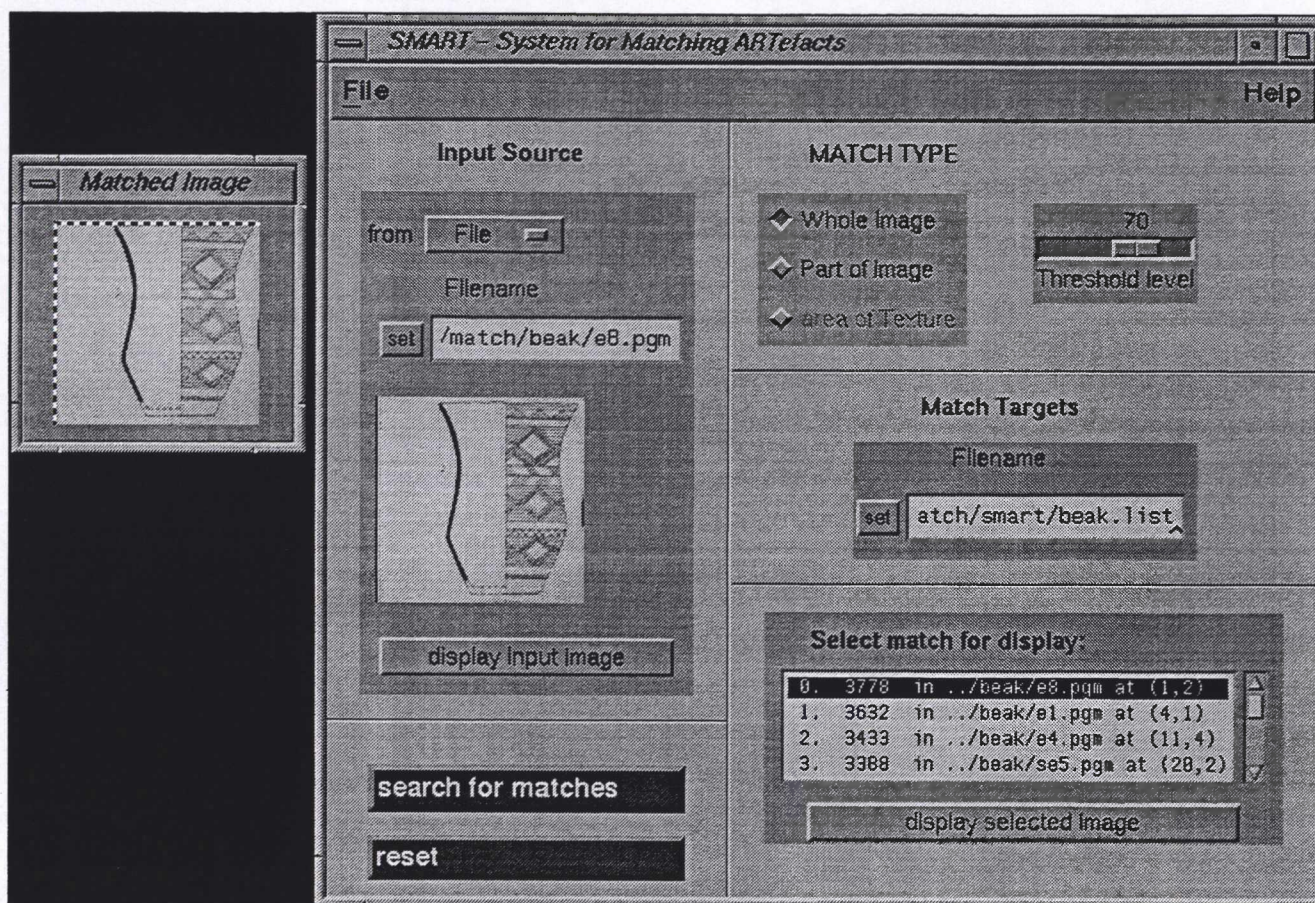 SMART – System for Matching ARTefacts
File
Help
Matched Image
Input Source
from File
Filename
set /match/beak/e8.pgm
display input image
search for matches
reset
MATCH TYPE
Whole Image
Part of Image
area of Texture
70
Threshold level
Match Targets
Filename
set atch/smart/beak.list
Select match for display:
0. 3778 in ../beak/e8.pgm at (1,2)
1. 3632 in ../beak/e1.pgm at (4,1)
2. 3433 in ../beak/e4.pgm at (11,4)
3. 3388 in ../beak/se5.pgm at (28,2)
display selected image